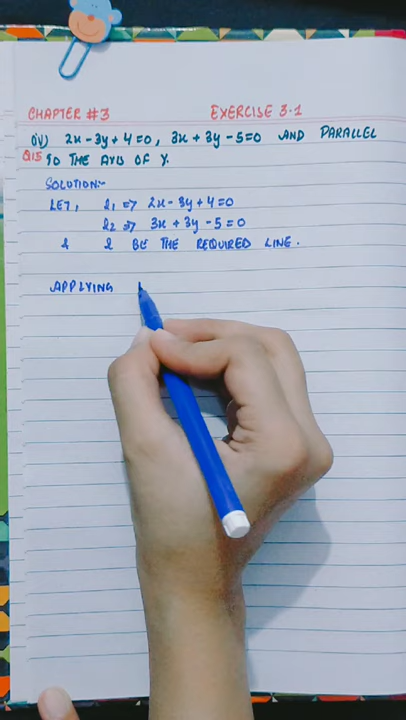 CHAPTER #3 EXERCISE 3.1
(iv) 2x - 3y + 4 = 0, 3x + 3y - 5 = 0 AND PARALLEL
Q15 TO THE AXIS OF Y.
SOLUTION:-
LET, l1 => 2x - 3y + 4 = 0
l2 => 3x + 3y - 5 = 0
& l BE THE REQUIRED LINE.
APPLYING